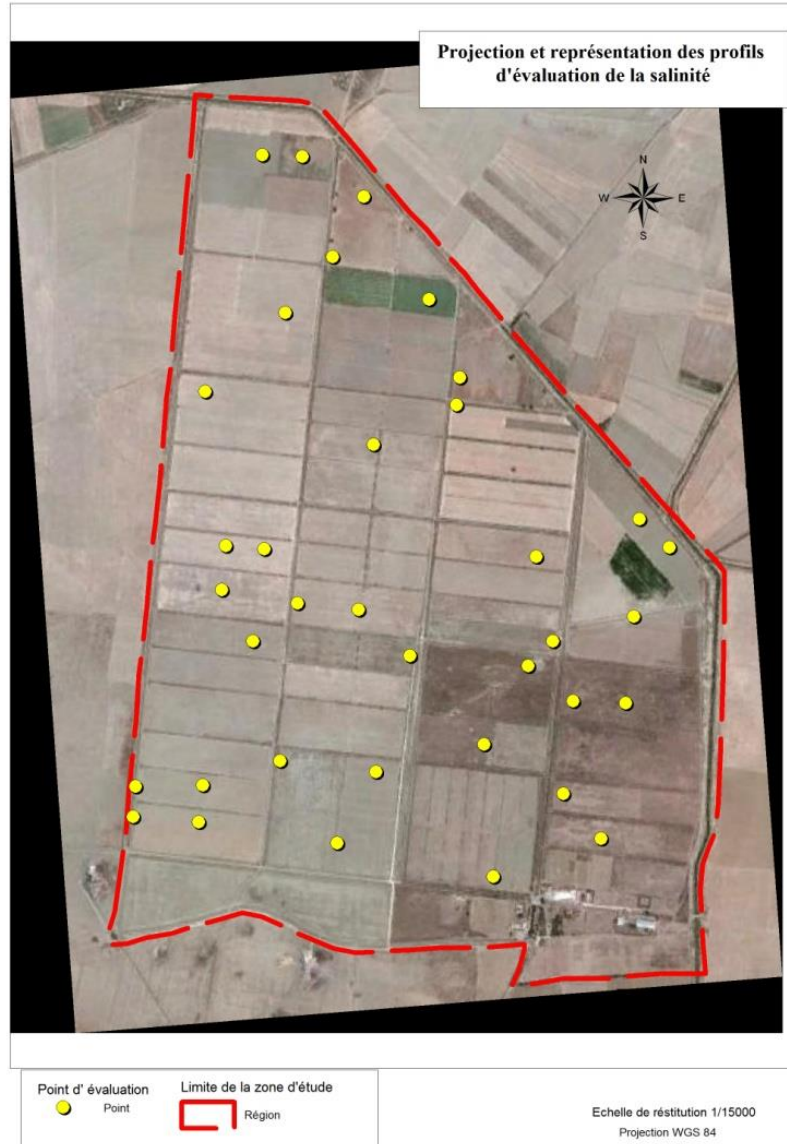 Projection et représentation des profils
d'évaluation de la salinité
N
W E
S
Point d' évaluation
Point
Limite de la zone d'étude
Région
Echelle de réstitution 1/15000
Projection WGS 84